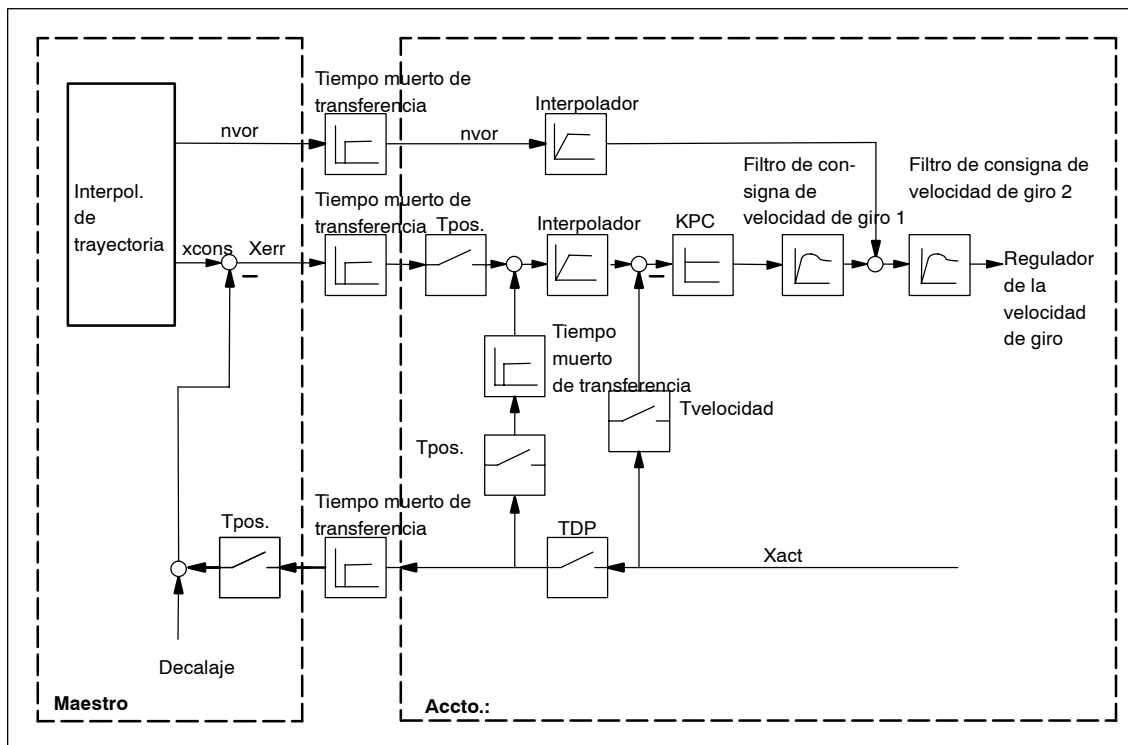 Tiempo muerto de
transferencia
nvor
nvor
Interpolador
Interpol.
de
trayectoria
Filtro de con-
signa de
velocidad de giro 1
Filtro de consigna de
velocidad de giro 2
Tiempo muerto de
transferencia
xcons
Xerr
Tpos.
Interpolador
KPC
Regulador
de la
velocidad
de giro
Tiempo
muerto
de transferencia
Tvelocidad
Tpos.
Tiempo muerto de
transferencia
Tpos.
TDP
Xact
Decalaje
Maestro
Accto.: